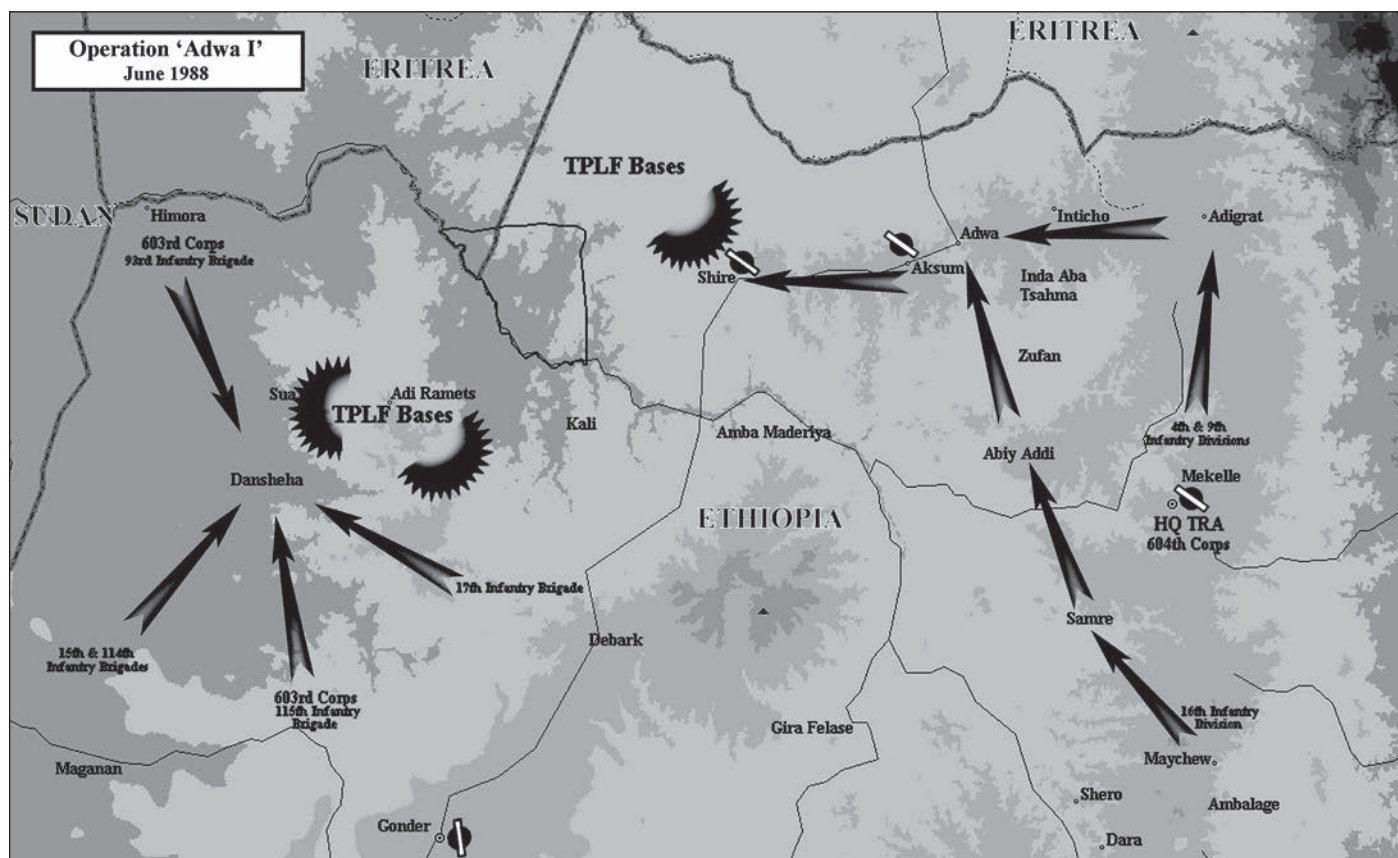 Operation 'Adwa I'
June 1988
ERITREA
ERITREA
SUDAN
Himora
603rd Corps
93rd Infantry Brigade
TPLF Bases
Shire
Aksum
Adwa
Inticho
Adigrat
Inda Aba
Tsahma
Zufan
Sua
Adi Ramets
TPLF Bases
Kali
Amba Maderiya
Abiy Addi
4th & 9th
Infantry Divisions
Mekelle
HQ TRA
604th Corps
Dansheha
ETHIOPIA
17th Infantry Brigade
Debark
Samre
15th & 114th
Infantry Brigades
603rd Corps
115th Infantry
Brigade
16th Infantry
Division
Gira Felase
Maychew
Maganan
Shero
Ambalage
Gonder
Dara